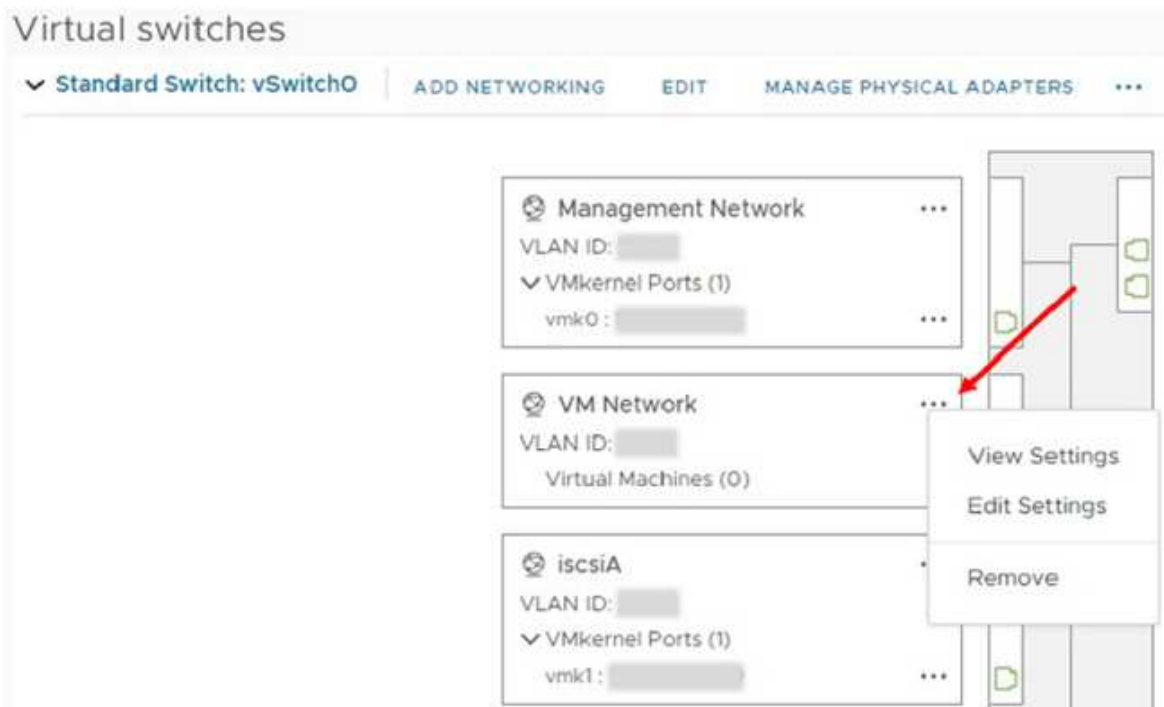 Virtual switches
Standard Switch: vSwitch0 ADD NETWORKING EDIT MANAGE PHYSICAL ADAPTERS ...
Management Network ...
VLAN ID:
VMkernel Ports (1)
vmk0 : ...
VM Network ...
VLAN ID:
Virtual Machines (0)
View Settings
Edit Settings
Remove
iscsiA
VLAN ID:
VMkernel Ports (1)
vmk1 : ...